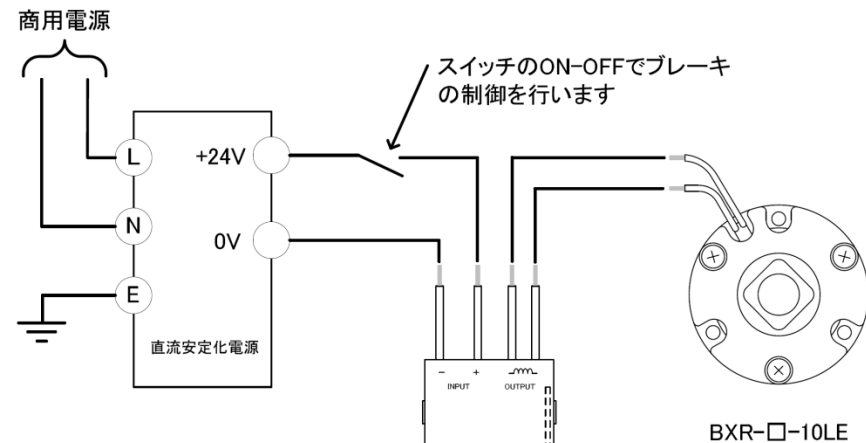 商用電源
スイッチのON-OFFでブレーキ
の制御を行います
L
+24V
N
0V
E
直流安定化電源
- +
INPUT OUTPUT
BXR-□-10LE